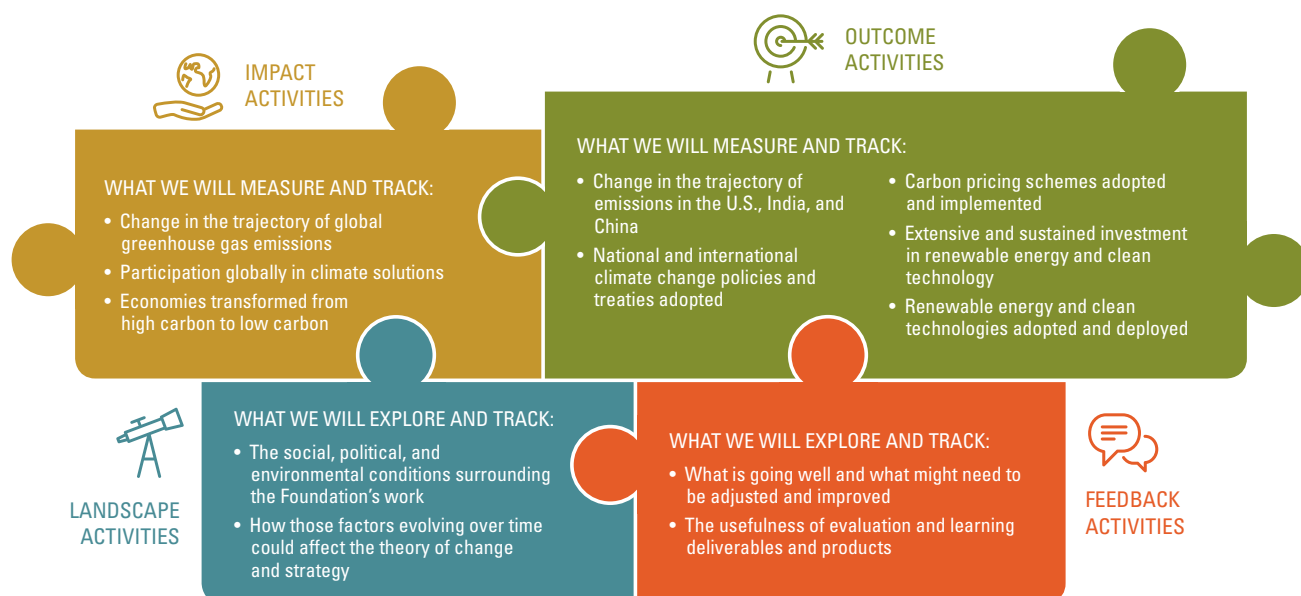 IMPACT
ACTIVITIES
WHAT WE WILL MEASURE AND TRACK:
• Change in the trajectory of global
greenhouse gas emissions
• Participation globally in climate solutions
• Economies transformed from
high carbon to low carbon
OUTCOME
ACTIVITIES
WHAT WE WILL MEASURE AND TRACK:
• Change in the trajectory of
emissions in the U.S., India, and
China
• National and international
climate change policies and
treaties adopted
• Carbon pricing schemes adopted
and implemented
• Extensive and sustained investment
in renewable energy and clean
technology
• Renewable energy and clean
technologies adopted and deployed
LANDSCAPE
ACTIVITIES
WHAT WE WILL EXPLORE AND TRACK:
• The social, political, and
environmental conditions surrounding
the Foundation’s work
• How those factors evolving over time
could affect the theory of change
and strategy
WHAT WE WILL EXPLORE AND TRACK:
• What is going well and what might need to
be adjusted and improved
• The usefulness of evaluation and learning
deliverables and products
FEEDBACK
ACTIVITIES